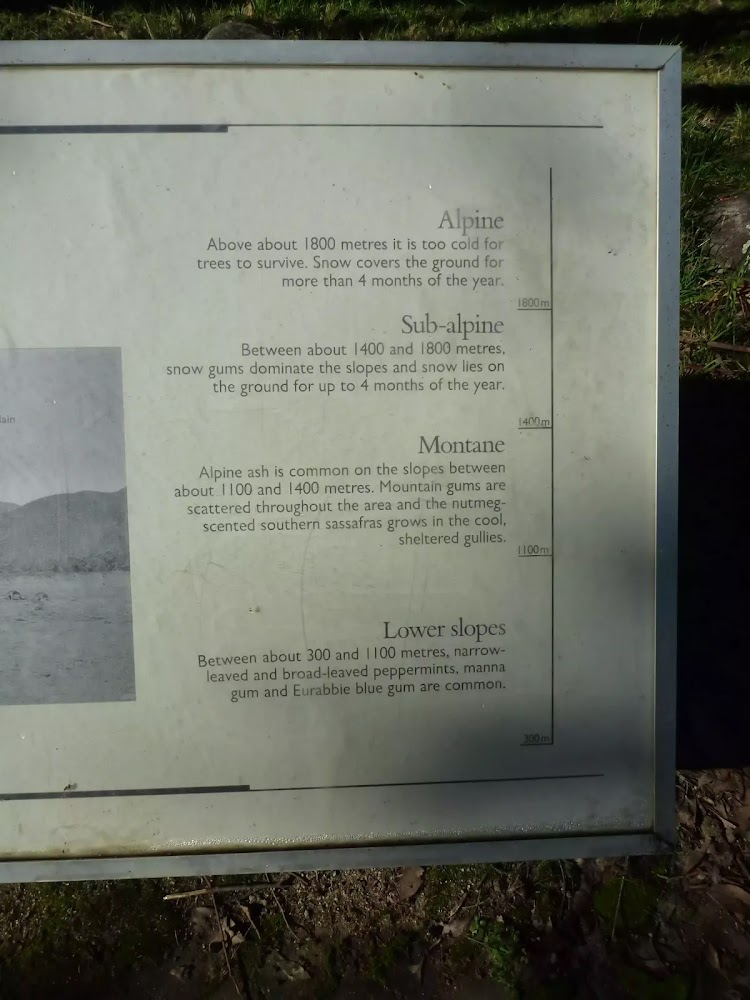 Alpine
Above about 1800 metres it is too cold for
trees to survive. Snow covers the ground for
more than 4 months of the year.
1800m
Sub-alpine
Between about 1400 and 1800 metres,
snow gums dominate the slopes and snow lies on
the ground for up to 4 months of the year.
1400m
Montane
Alpine ash is common on the slopes between
about 1100 and 1400 metres. Mountain gums are
scattered throughout the area and the nutmeg-
scented southern sassafras grows in the cool,
sheltered gullies.
1100m
Lower slopes
Between about 300 and 1100 metres, narrow-
leaved and broad-leaved peppermints, manna
gum and Eurabbie blue gum are common.
300m